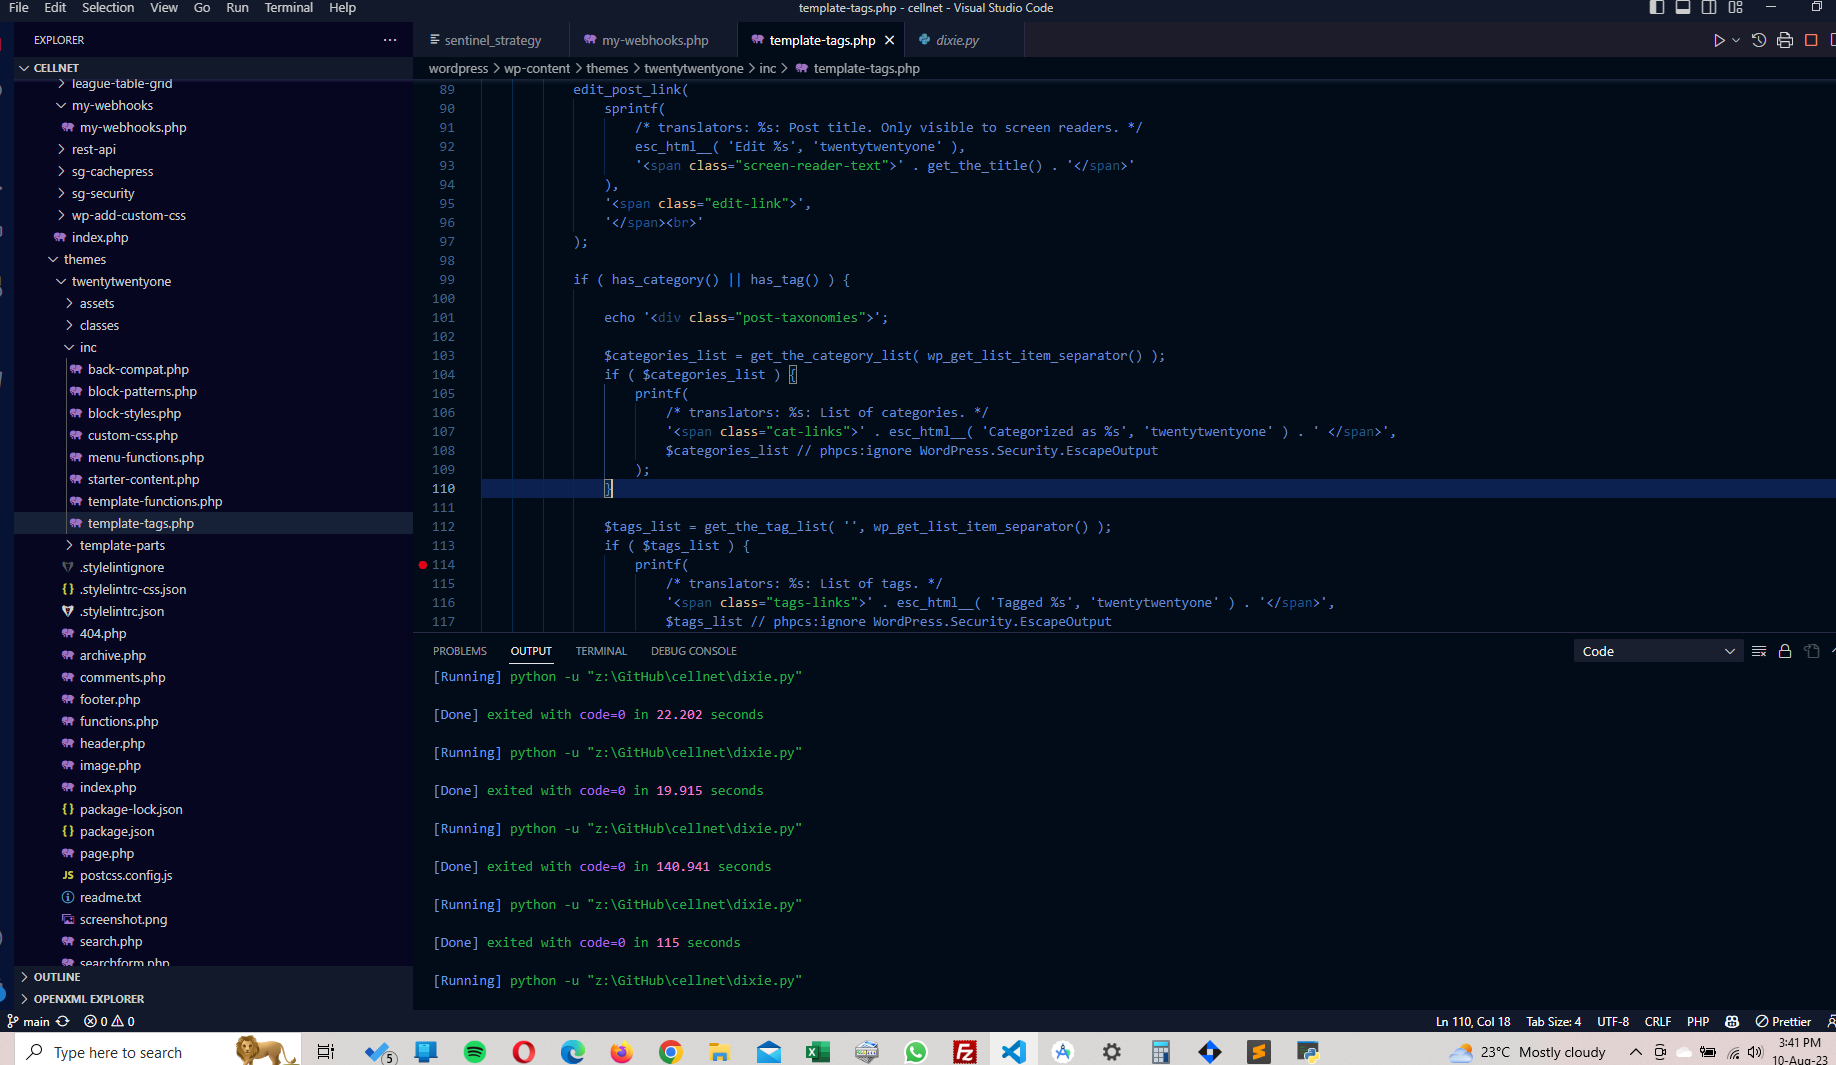 File Edit Selection View Go Run Terminal Help
template-tags.php - cellnet - Visual Studio Code
EXPLORER
CELLNET
league-table-grid
my-webhooks
my-webhooks.php
rest-api
sg-cachepress
sg-security
wp-add-custom-css
index.php
themes
twentytwentyone
assets
classes
inc
back-compat.php
block-patterns.php
block-styles.php
custom-css.php
menu-functions.php
starter-content.php
template-functions.php
template-tags.php
template-parts
.stylelintignore
.stylelintrc-css.json
.stylelintrc.json
404.php
archive.php
comments.php
footer.php
functions.php
header.php
image.php
index.php
package-lock.json
package.json
page.php
JS postcss.config.js
readme.txt
screenshot.png
search.php
searchform.php
OUTLINE
OPENXML EXPLORER
sentinel_strategy
my-webhooks.php
template-tags.php
dixie.py
wordpress > wp-content > themes > twentytwentyone > inc > template-tags.php
89 edit_post_link(
90 sprintf(
91 /* translators: %s: Post title. Only visible to screen readers. */
92 esc_html__( 'Edit %s', 'twentytwentyone' ),
93 '<span class="screen-reader-text">' . get_the_title() . '</span>'
94 ),
95 '<span class="edit-link">',
96 '</span><br>'
97 );
98
99 if ( has_category() || has_tag() ) {
100
101 echo '<div class="post-taxonomies">';
102
103 $categories_list = get_the_category_list( wp_get_list_item_separator() );
104 if ( $categories_list ) {
105 printf(
106 /* translators: %s: List of categories. */
107 '<span class="cat-links">' . esc_html__( 'Categorized as %s', 'twentytwentyone' ) . ' </span>',
108 $categories_list // phpcs:ignore WordPress.Security.EscapeOutput
109 );
110 }
111
112 $tags_list = get_the_tag_list( '', wp_get_list_item_separator() );
113 if ( $tags_list ) {
114 printf(
115 /* translators: %s: List of tags. */
116 '<span class="tags-links">' . esc_html__( 'Tagged %s', 'twentytwentyone' ) . '</span>',
117 $tags_list // phpcs:ignore WordPress.Security.EscapeOutput
PROBLEMS OUTPUT TERMINAL DEBUG CONSOLE
Code
[Running] python -u "z:\GitHub\cellnet\dixie.py"
[Done] exited with code=0 in 22.202 seconds
[Running] python -u "z:\GitHub\cellnet\dixie.py"
[Done] exited with code=0 in 19.915 seconds
[Running] python -u "z:\GitHub\cellnet\dixie.py"
[Done] exited with code=0 in 140.941 seconds
[Running] python -u "z:\GitHub\cellnet\dixie.py"
[Done] exited with code=0 in 115 seconds
[Running] python -u "z:\GitHub\cellnet\dixie.py"
main 0 0
Ln 110, Col 18 Tab Size: 4 UTF-8 CRLF PHP Prettier
Type here to search
5
23°C Mostly cloudy
3:41 PM
10-Aug-23